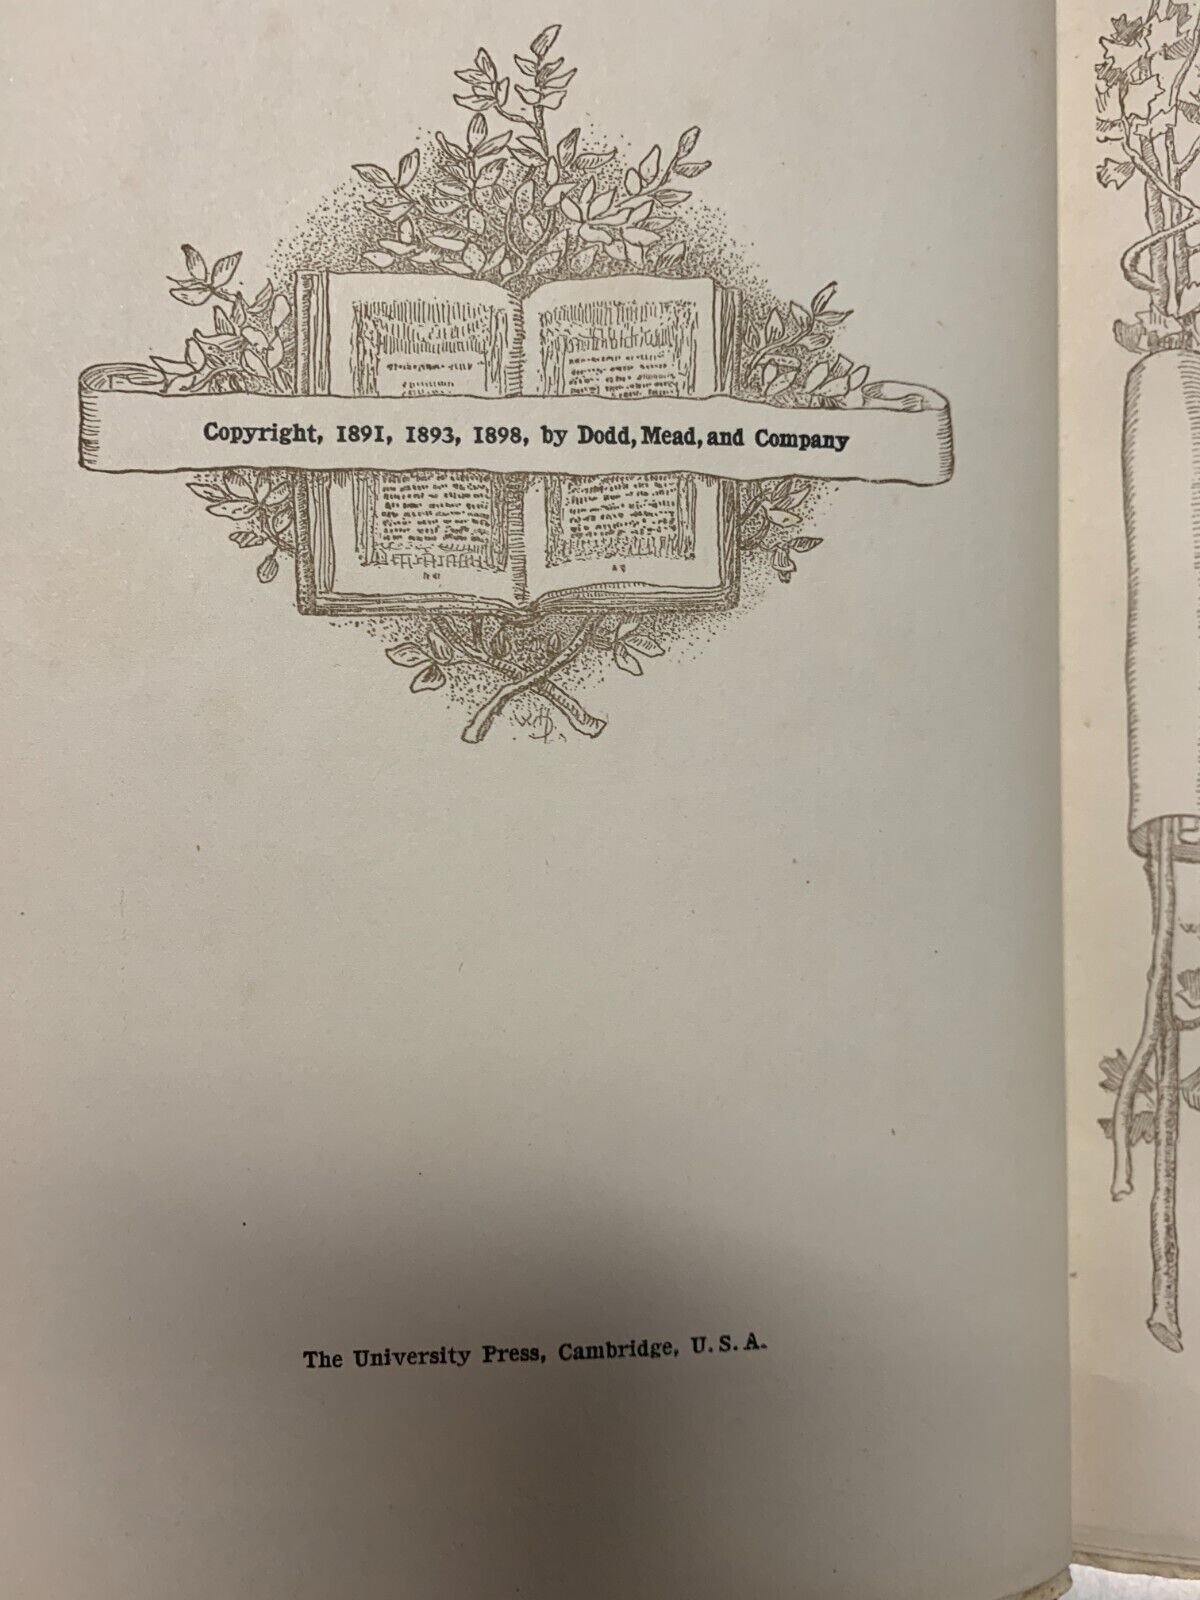 Copyright, 1891, 1893, 1898, by Dodd, Mead, and Company
The University Press, Cambridge, U. S. A.